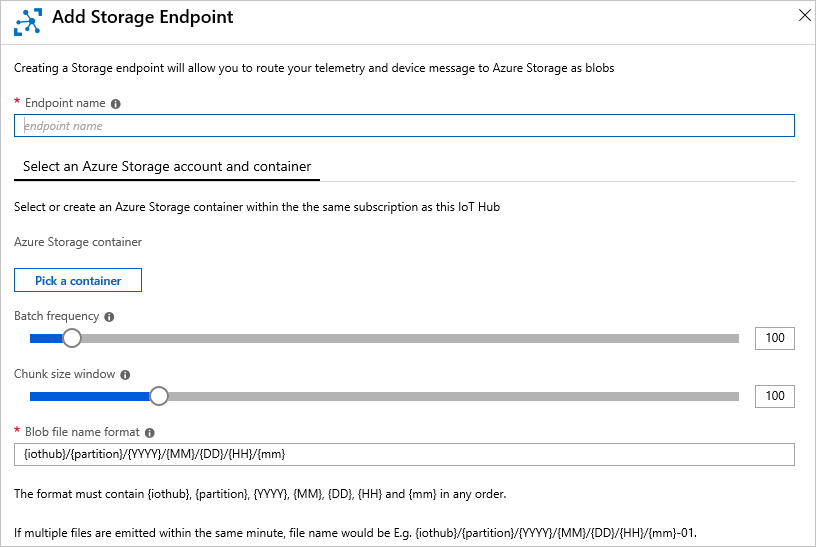 Add Storage Endpoint
Creating a Storage endpoint will allow you to route your telemetry and device message to Azure Storage as blobs
* Endpoint name
endpoint name
Select an Azure Storage account and container
Select or create an Azure Storage container within the the same subscription as this IoT Hub
Azure Storage container
Pick a container
Batch frequency
100
Chunk size window
100
* Blob file name format
{iothub}/{partition}/{YYYY}/{MM}/{DD}/{HH}/{mm}
The format must contain {iothub}, {partition}, {YYYY}, {MM}, {DD}, {HH} and {mm} in any order.
If multiple files are emitted within the same minute, file name would be E.g. {iothub}/{partition}/{YYYY}/{MM}/{DD}/{HH}/{mm}-01.